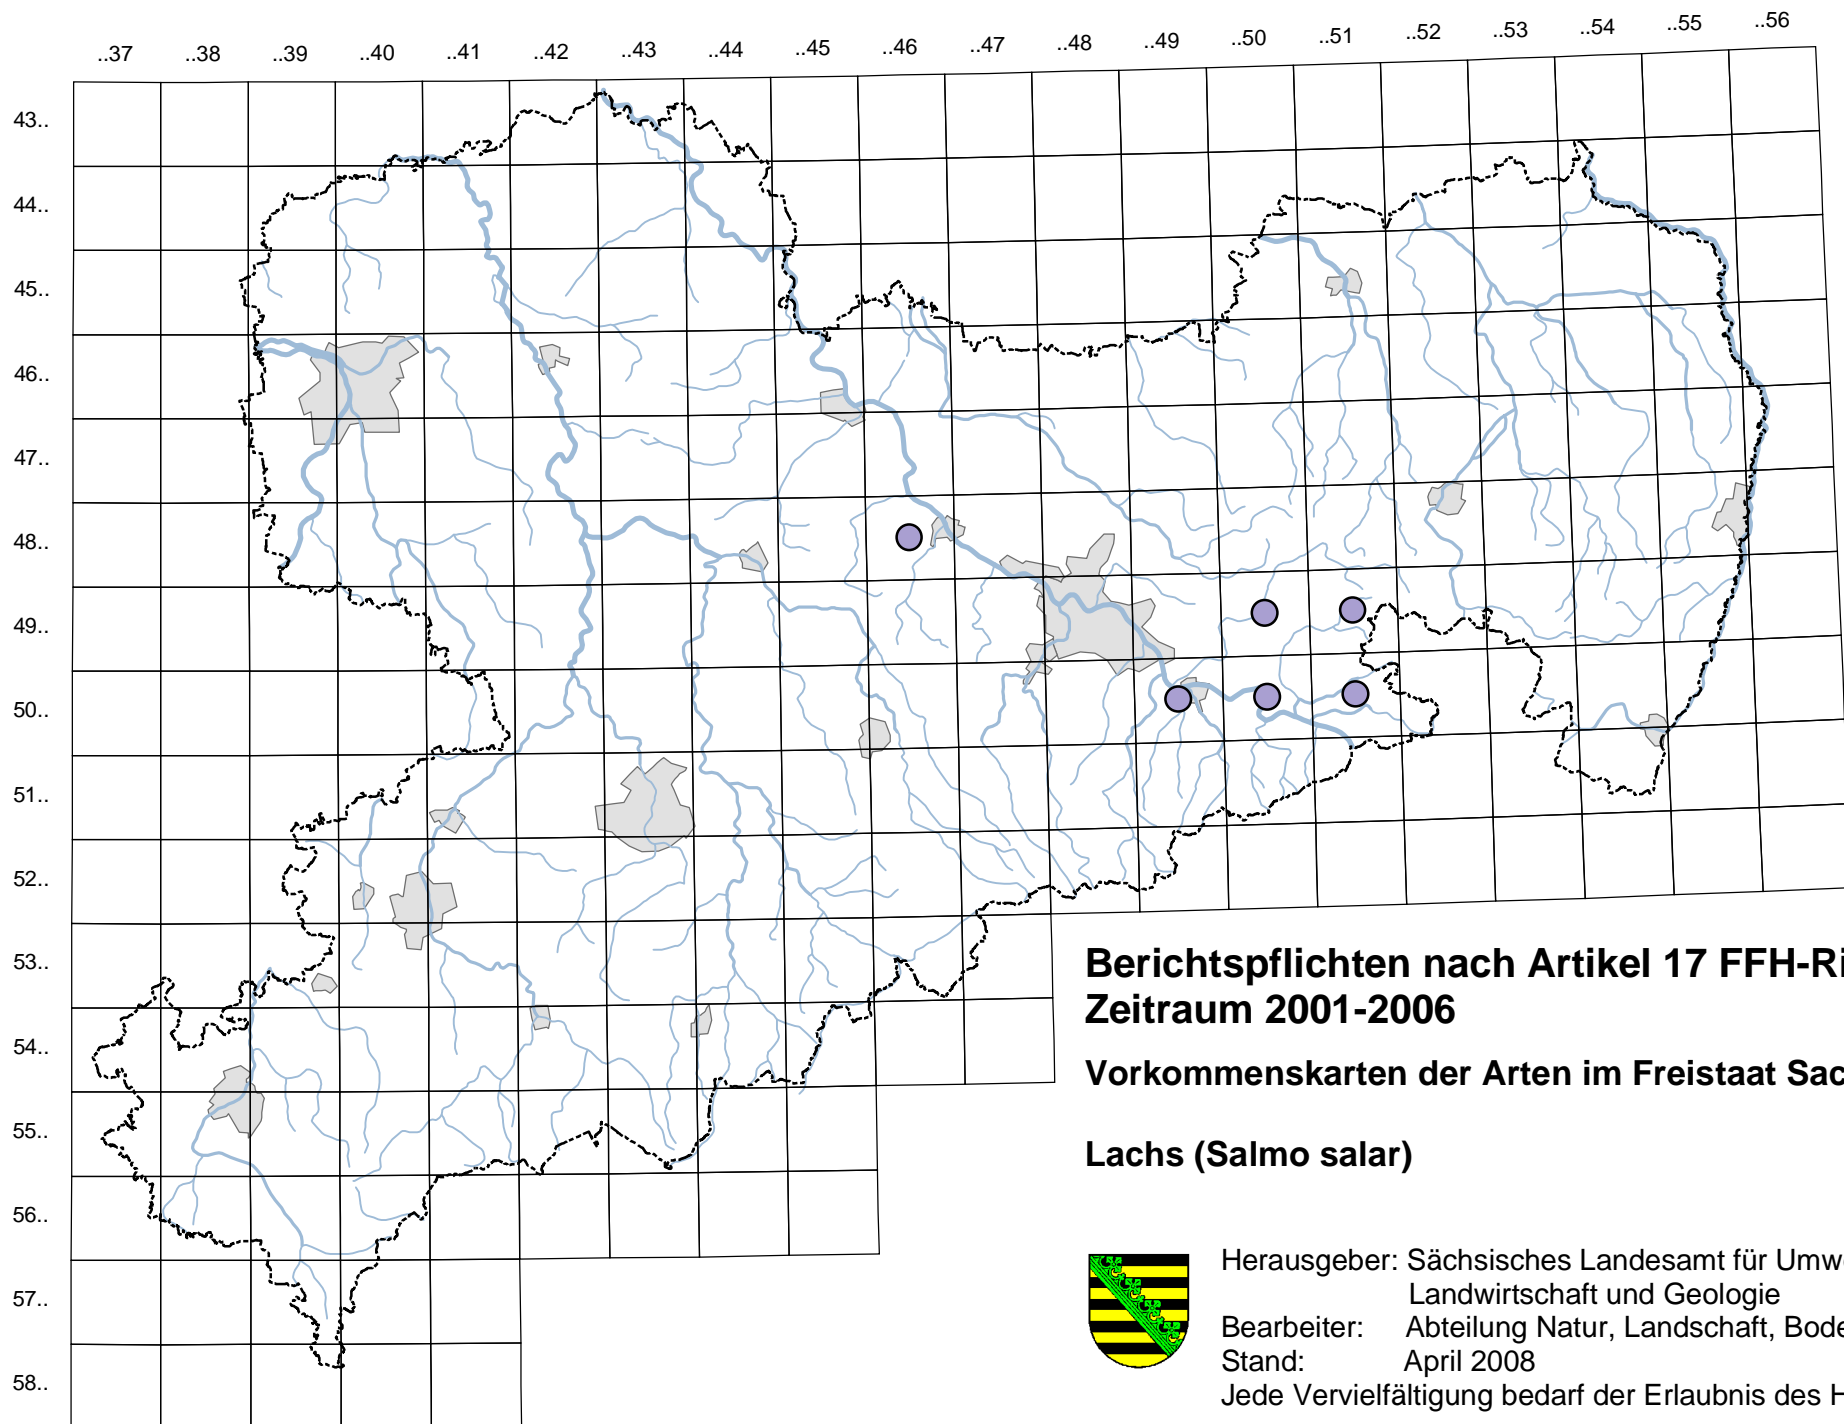 ..37 ..38 ..39 ..40 ..41 ..42 ..43 ..44 ..45 ..46 ..47 ..48 ..49 ..50 ..51 ..52 ..53 ..54 ..55 ..56
43..
44..
45..
46..
47..
48..
49..
50..
51..
52..
53..
54..
55..
56..
57..
58..
Berichtspflichten nach Artikel 17 FFH-Ri
Zeitraum 2001-2006
Vorkommenskarten der Arten im Freistaat Sac
Lachs (Salmo salar)
Herausgeber: Sächsisches Landesamt für Umwe
Landwirtschaft und Geologie
Bearbeiter: Abteilung Natur, Landschaft, Bode
Stand: April 2008
Jede Vervielfältigung bedarf der Erlaubnis des H